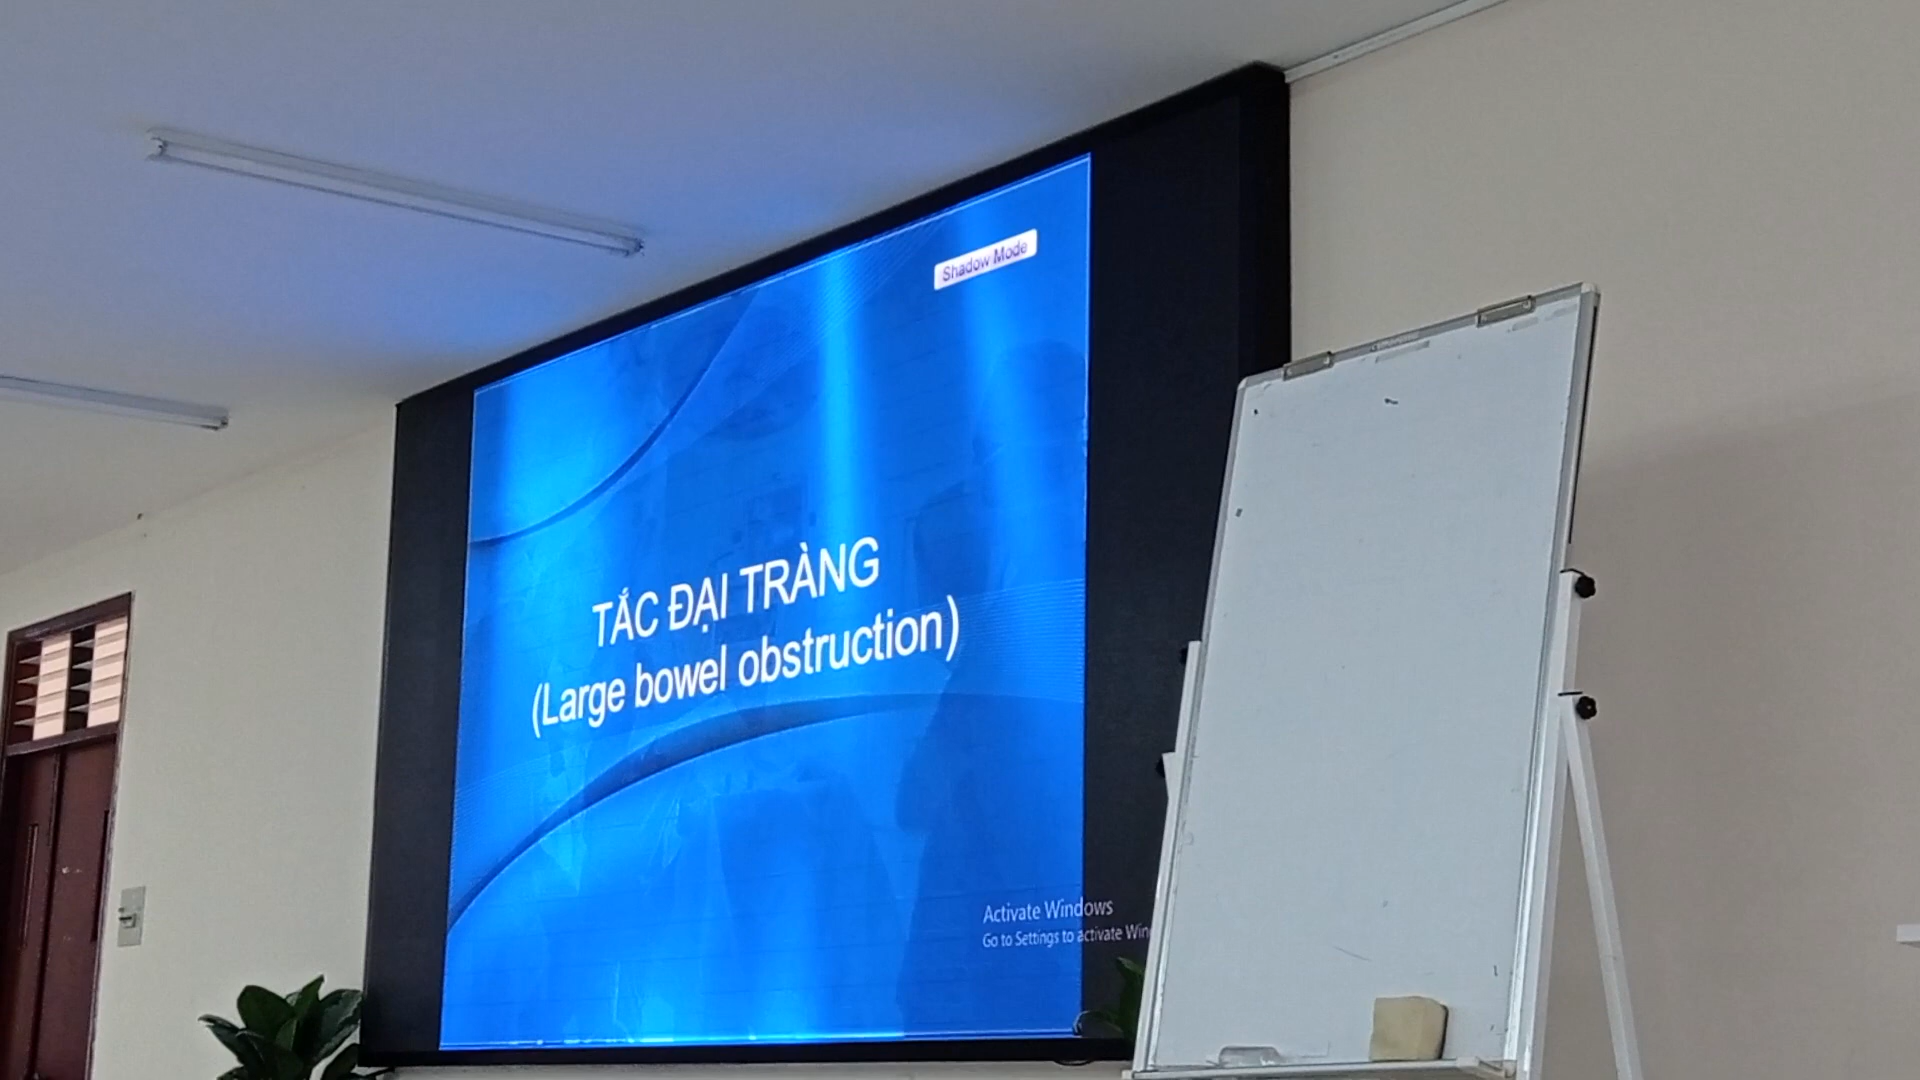 Shadow Mode
TẮC ĐẠI TRÀNG
(Large bowel obstruction)
Activate Windows
Go to Settings to activate